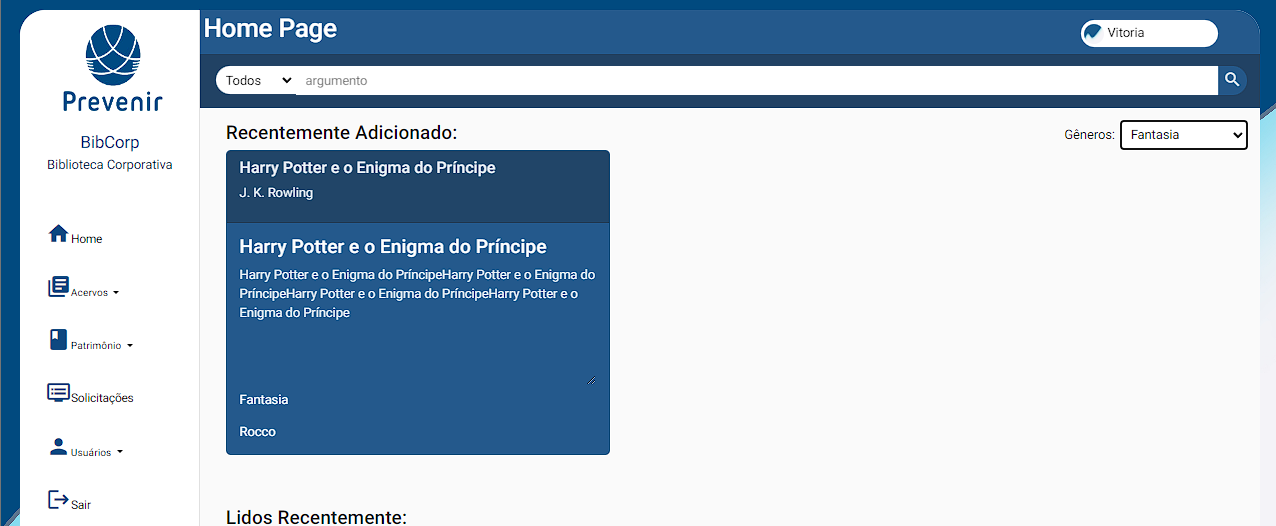 Prevenir
BibCorp
Biblioteca Corporativa
Home
Acervos
Patrimônio
Solicitações
Usuários
Sair
Home Page
Vitoria
Todos
argumento
Recentemente Adicionado:
Gêneros:
Fantasia
Harry Potter e o Enigma do Príncipe
J. K. Rowling
Harry Potter e o Enigma do Príncipe
Harry Potter e o Enigma do PríncipeHarry Potter e o Enigma do
PríncipeHarry Potter e o Enigma do PríncipeHarry Potter e o
Enigma do Príncipe
Fantasia
Rocco
Lidos Recentemente: